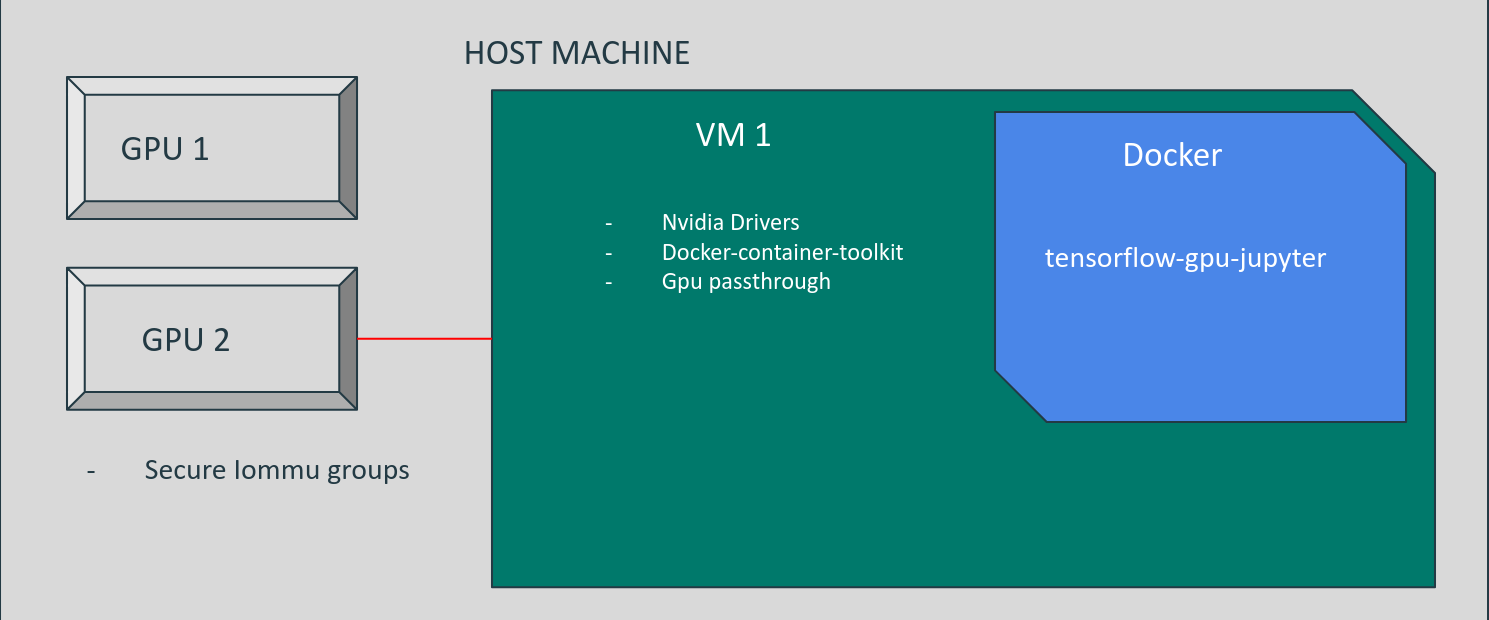 HOST MACHINE
GPU 1
GPU 2
- Secure Iommu groups
VM 1
- Nvidia Drivers
- Docker-container-toolkit
- Gpu passthrough
Docker
tensorflow-gpu-jupyter